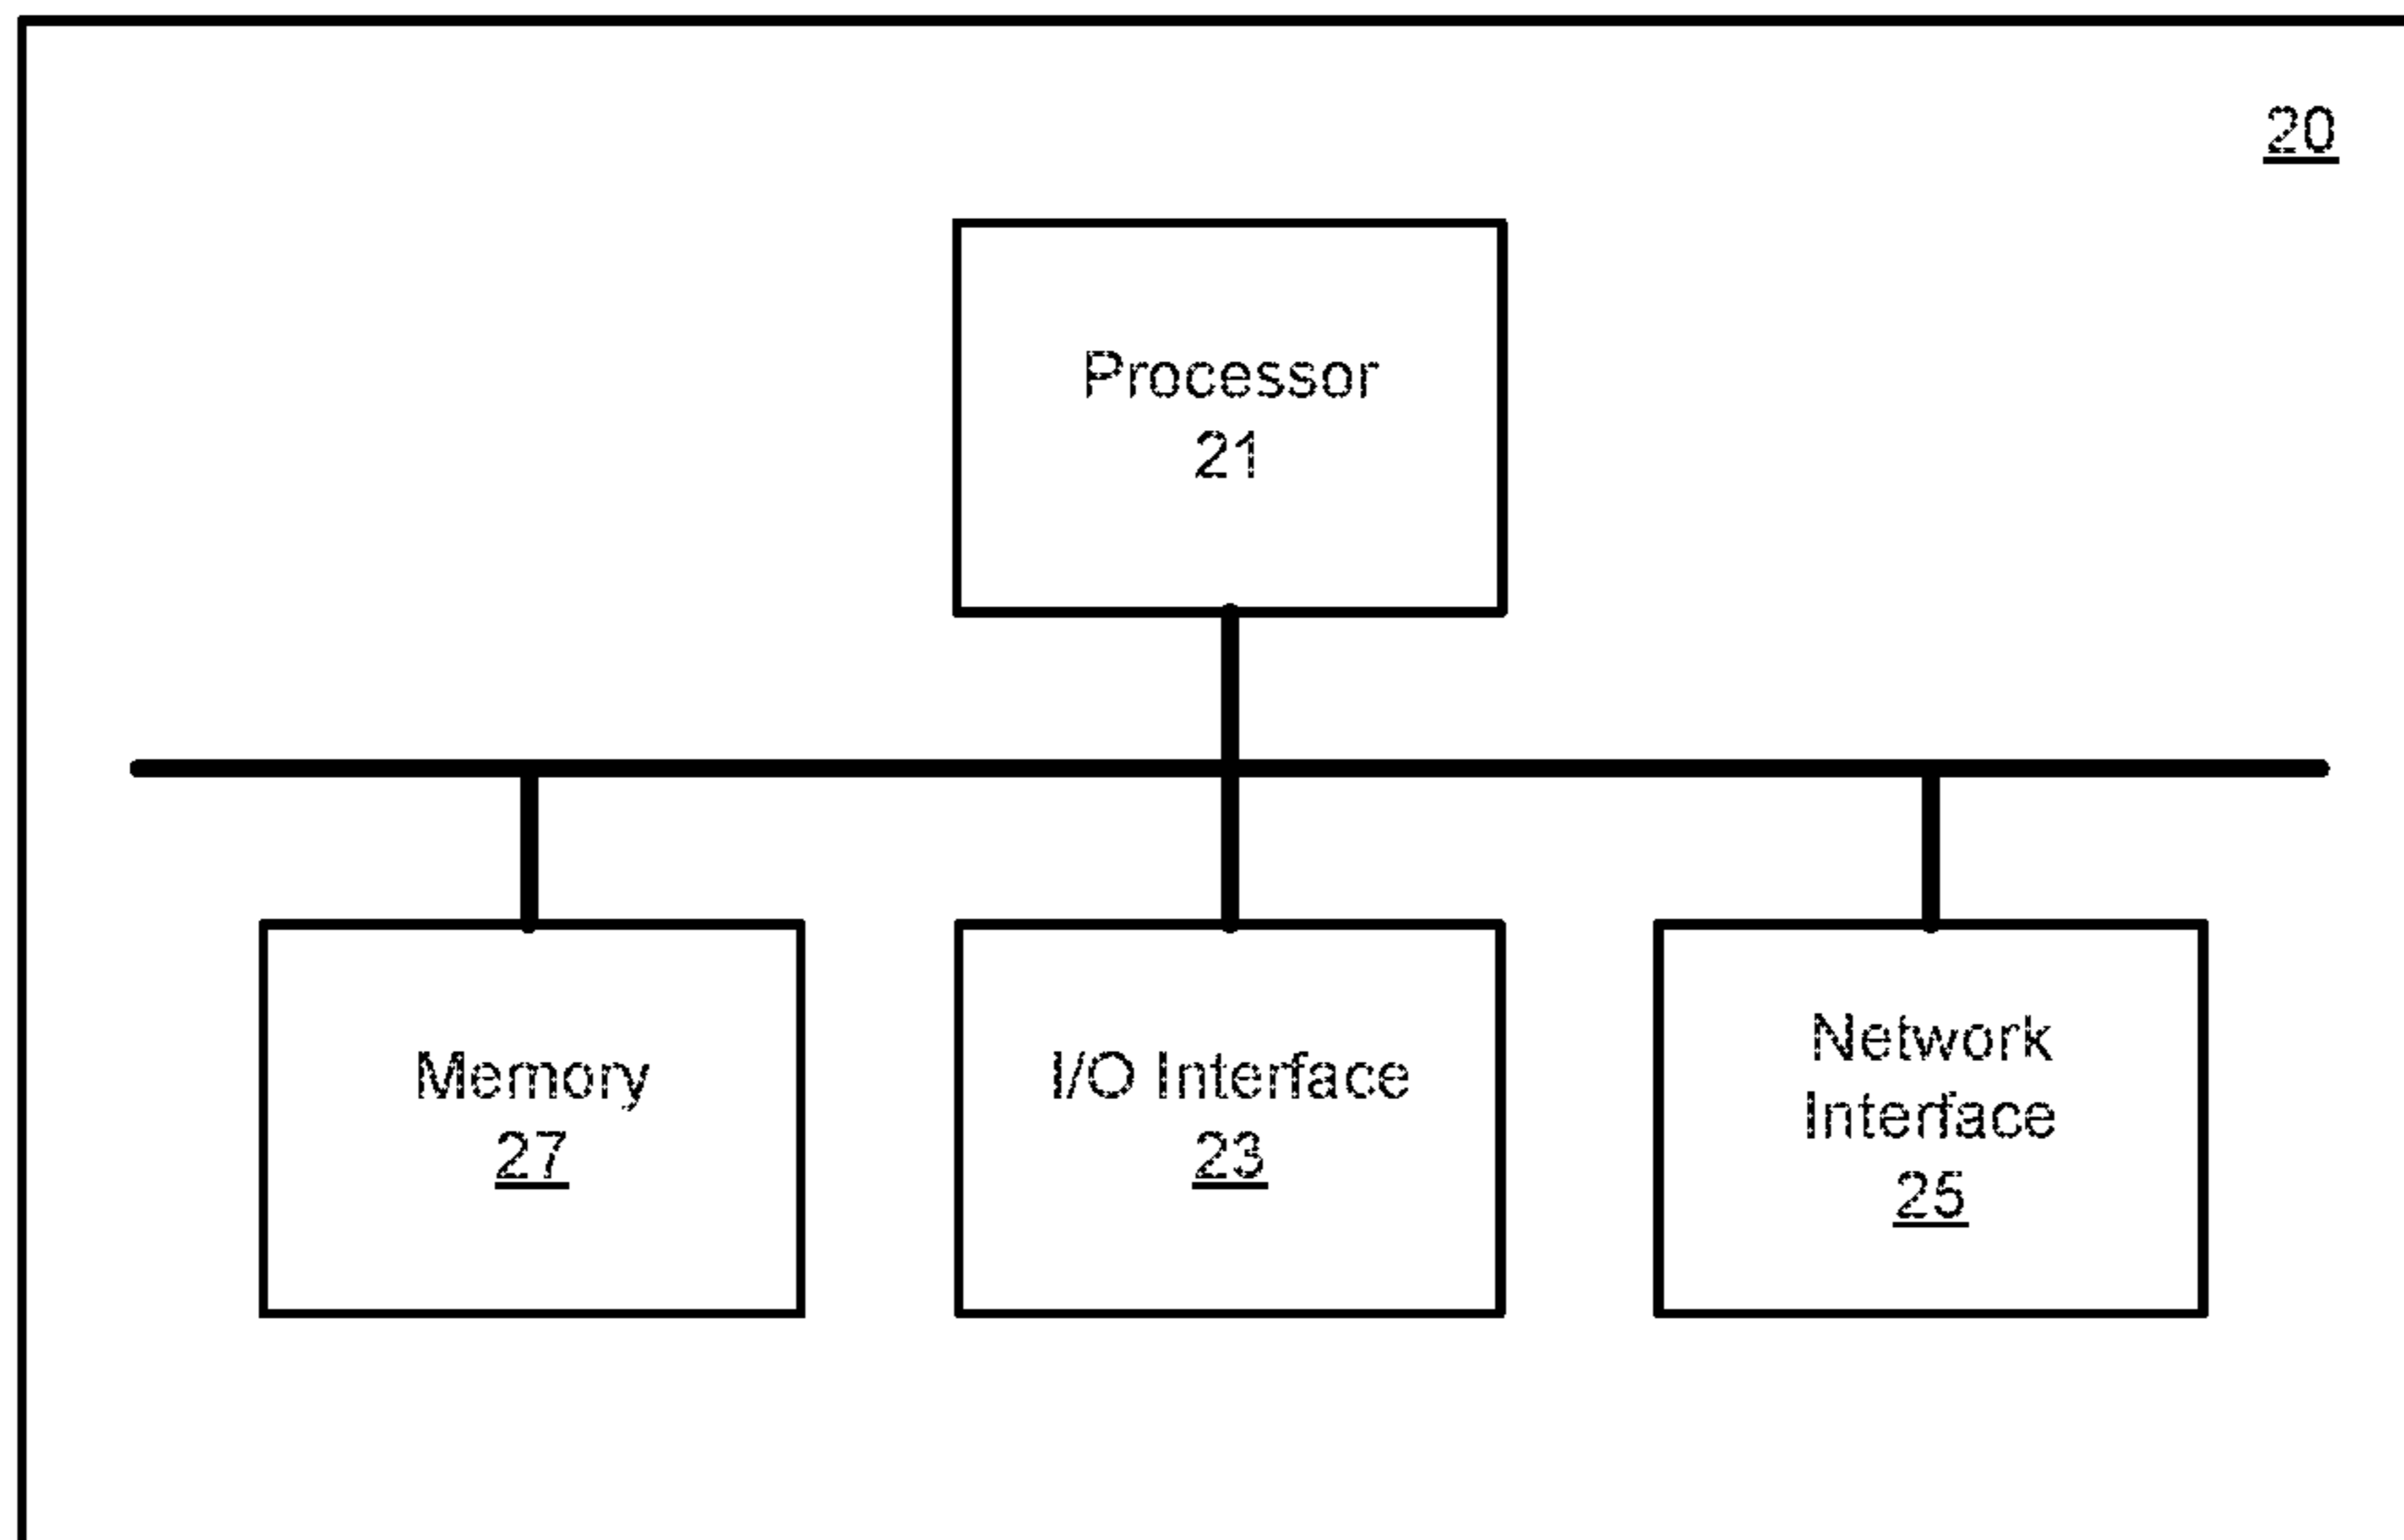 20
Processor
21
Memory
27
I/O Interface
23
Network
Interface
25